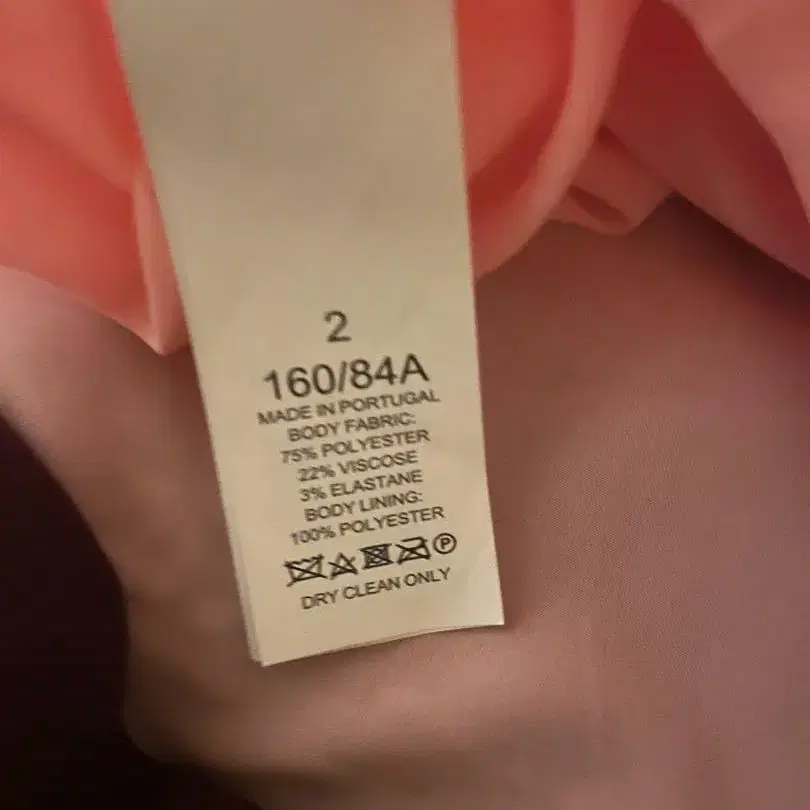 2
160/84A
MADE IN PORTUGAL
BODY FABRIC:
75% POLYESTER
22% VISCOSE
3% ELASTANE
BODY LINING:
100% POLYESTER
P
DRY CLEAN ONLY